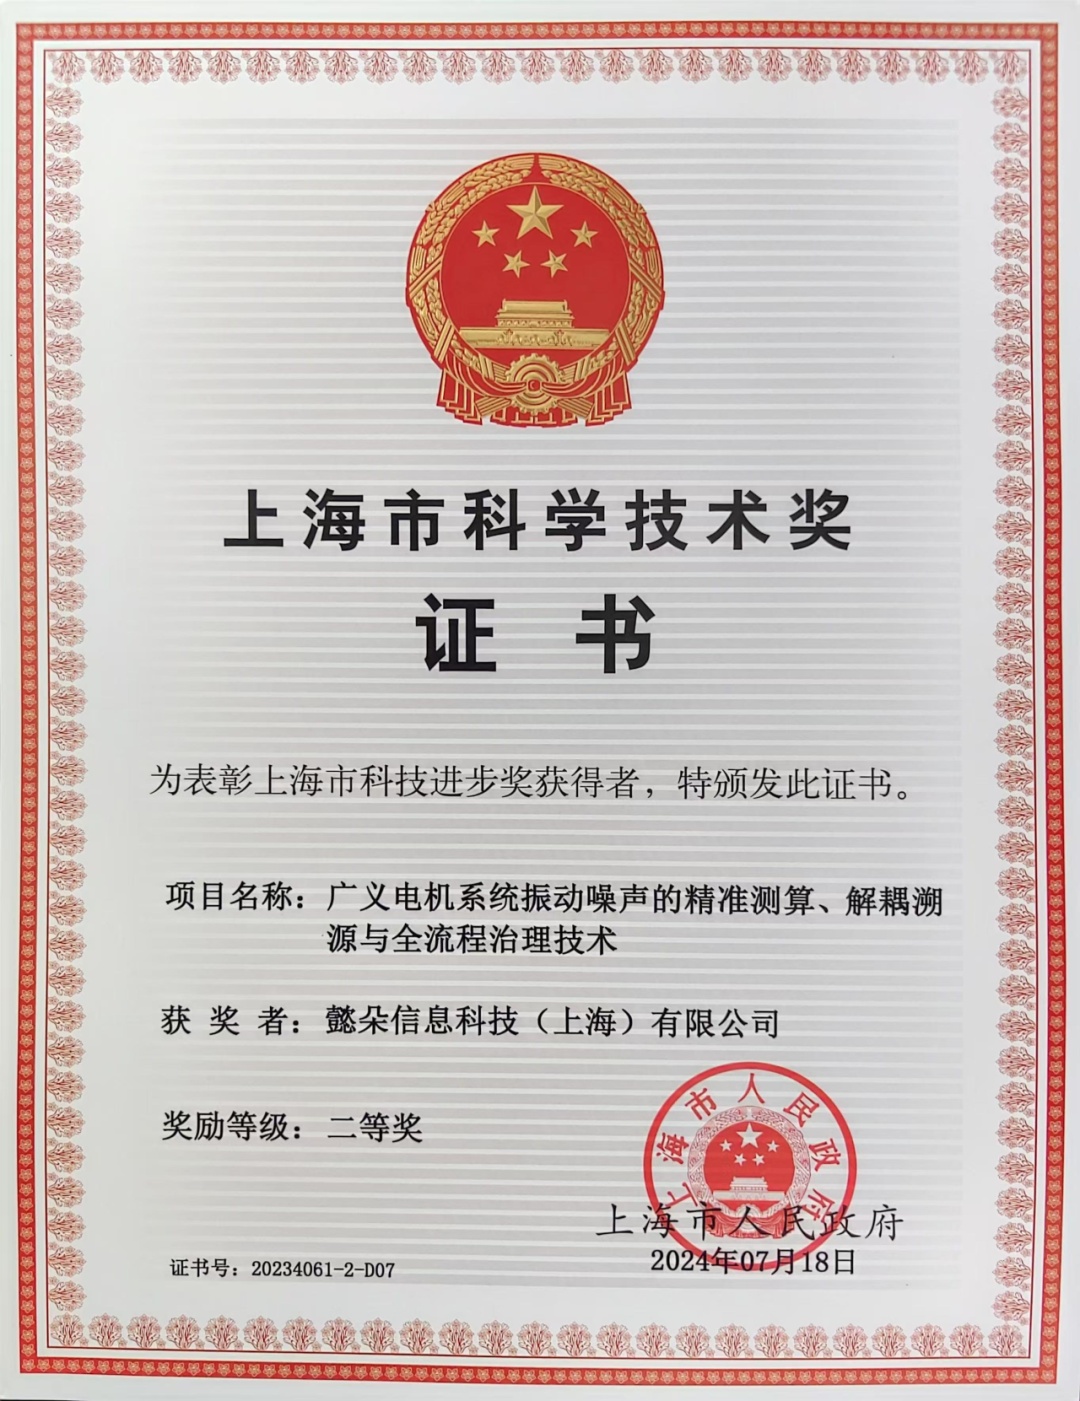 上海市科学技术奖
证书
为表彰上海市科技进步奖获得者，特颁发此证书。
项目名称：广义电机系统振动噪声的精准测算、解耦溯
源与全流程治理技术
获奖者：懿朵信息科技（上海）有限公司
奖励等级：二等奖
上海市人民政府
上海市人民政府
2024年07月18日
证书号：20234061-2-D07